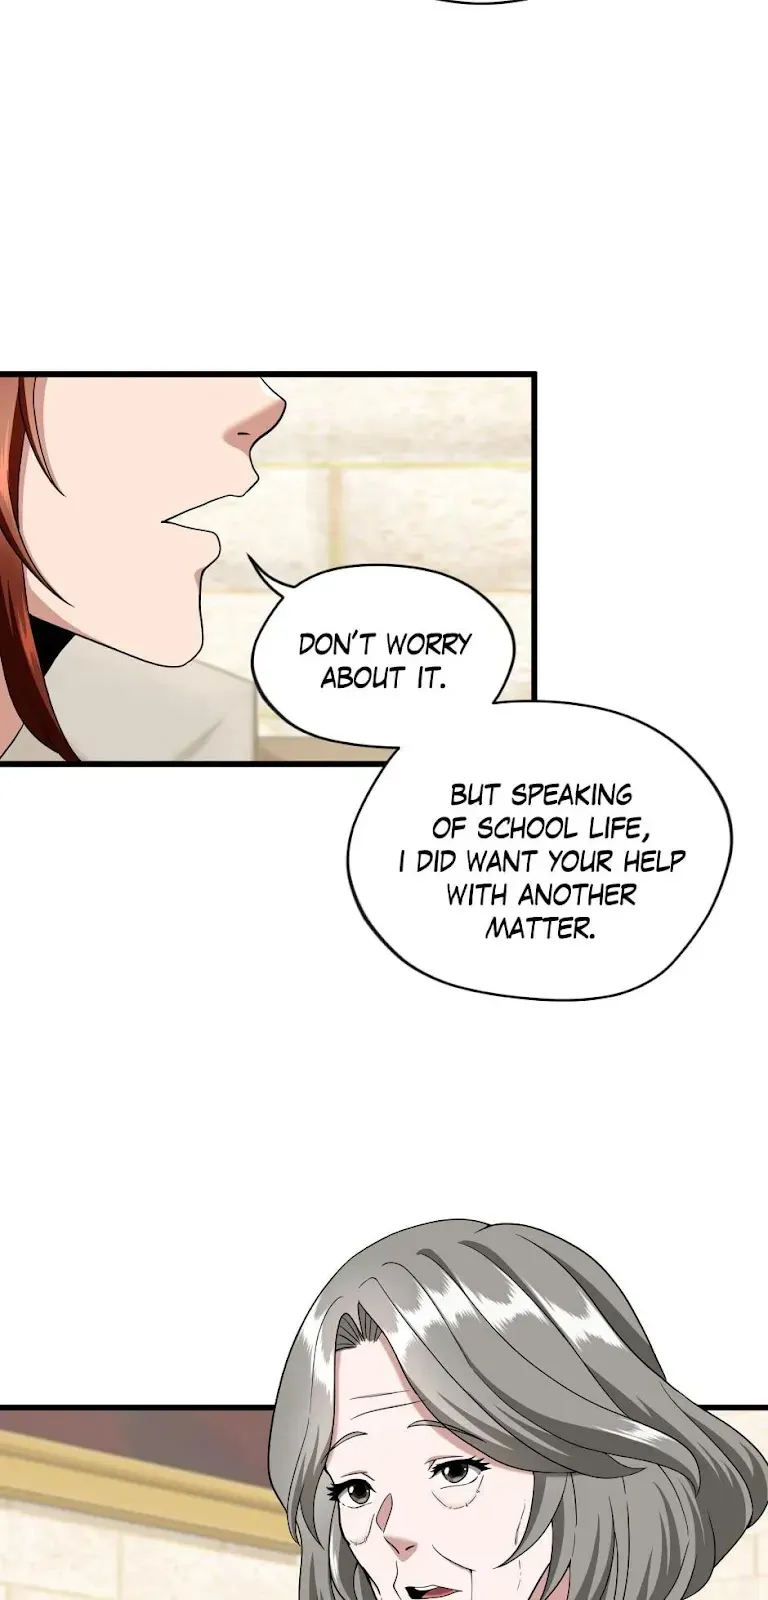 DON'T WORRY
ABOUT IT.
BUT SPEAKING
OF SCHOOL LIFE,
I DID WANT YOUR HELP
WITH ANOTHER
MATTER.